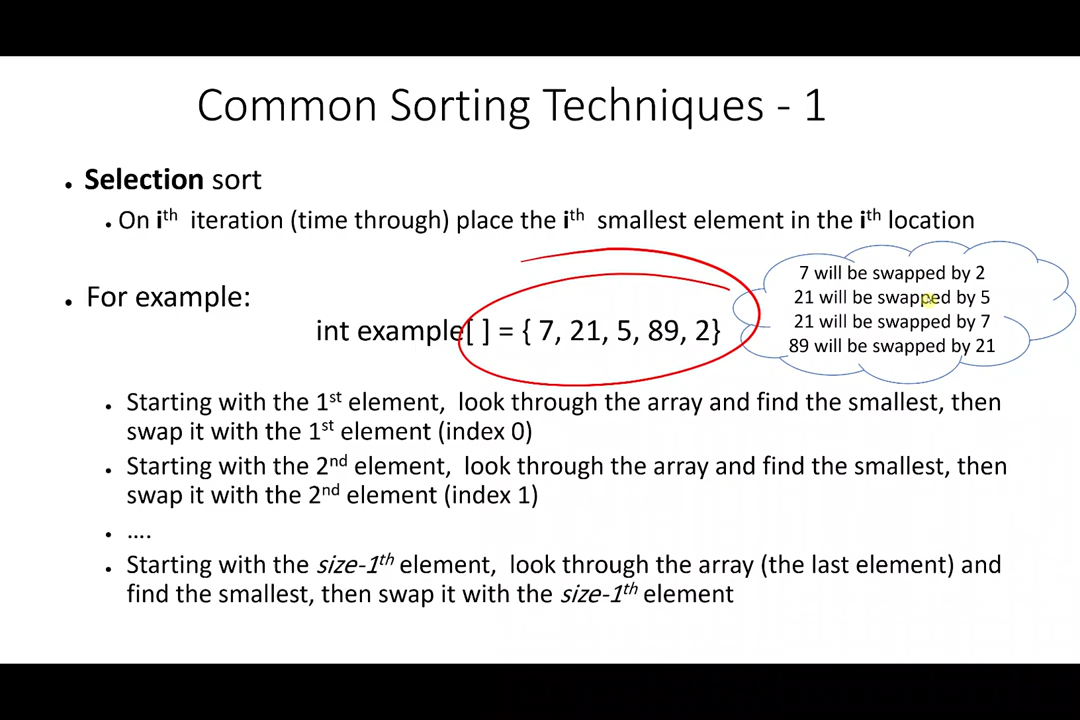 Common Sorting Techniques - 1
• Selection sort
• On iᵗʰ iteration (time through) place the iᵗʰ smallest element in the iᵗʰ location
• For example:
int example[ ] = { 7, 21, 5, 89, 2}
7 will be swapped by 2
21 will be swapped by 5
21 will be swapped by 7
89 will be swapped by 21
• Starting with the 1ˢᵗ element, look through the array and find the smallest, then
swap it with the 1ˢᵗ element (index 0)
• Starting with the 2ⁿᵈ element, look through the array and find the smallest, then
swap it with the 2ⁿᵈ element (index 1)
• ....
• Starting with the size-1ᵗʰ element, look through the array (the last element) and
find the smallest, then swap it with the size-1ᵗʰ element